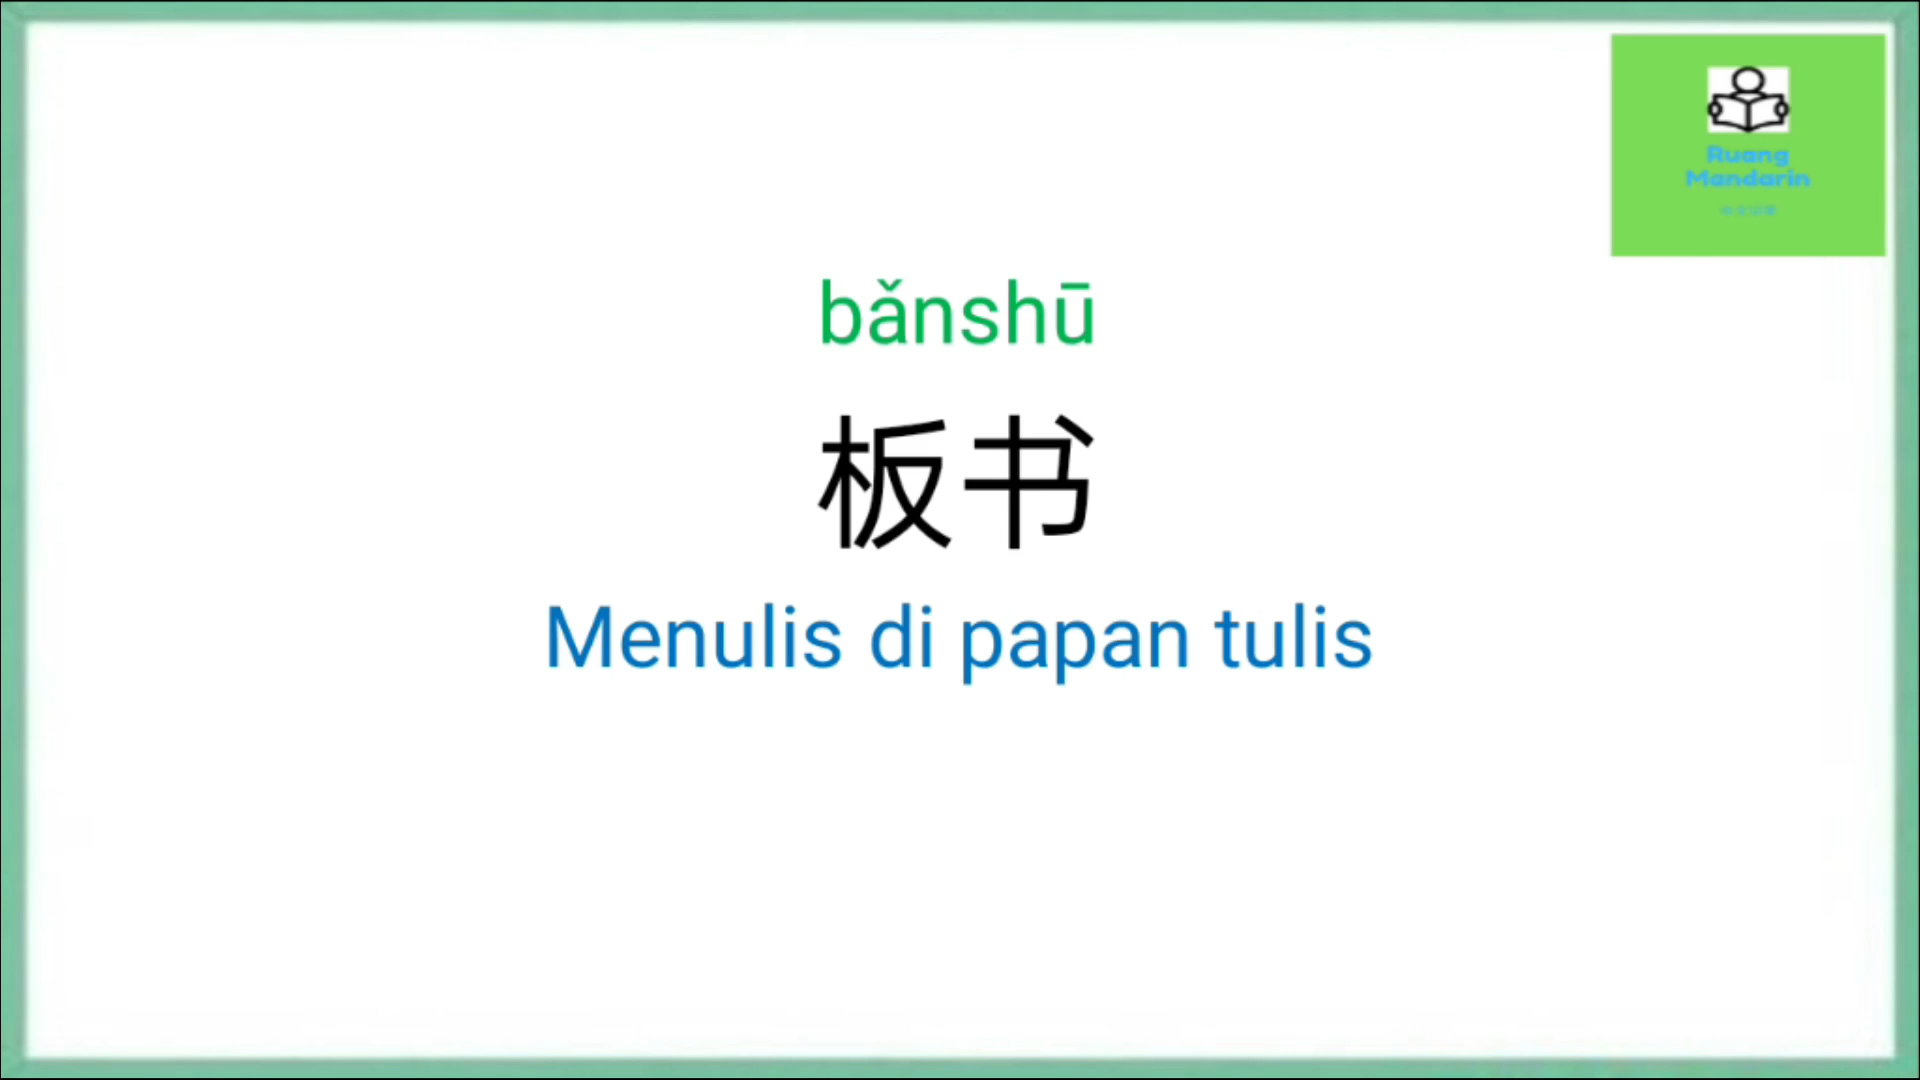 Ruang
Mandarin
bǎnshū
板书
Menulis di papan tulis